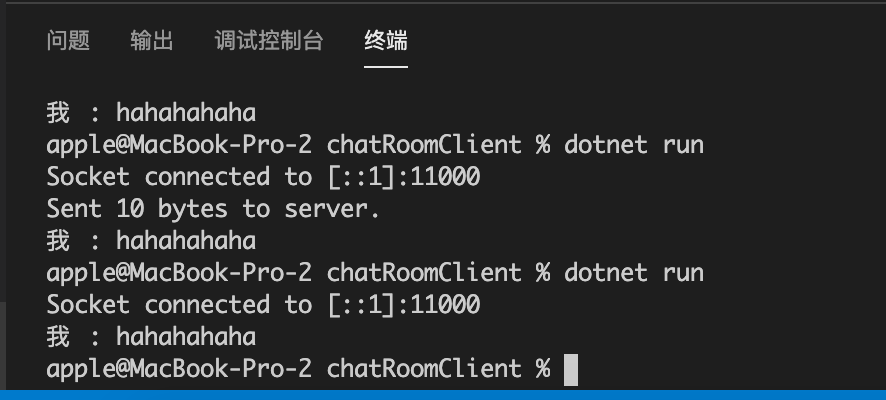 问题 输出 调试控制台 终端
我 : hahahahaha
apple@MacBook-Pro-2 chatRoomClient % dotnet run
Socket connected to [::1]:11000
Sent 10 bytes to server.
我 : hahahahaha
apple@MacBook-Pro-2 chatRoomClient % dotnet run
Socket connected to [::1]:11000
我 : hahahahaha
apple@MacBook-Pro-2 chatRoomClient %